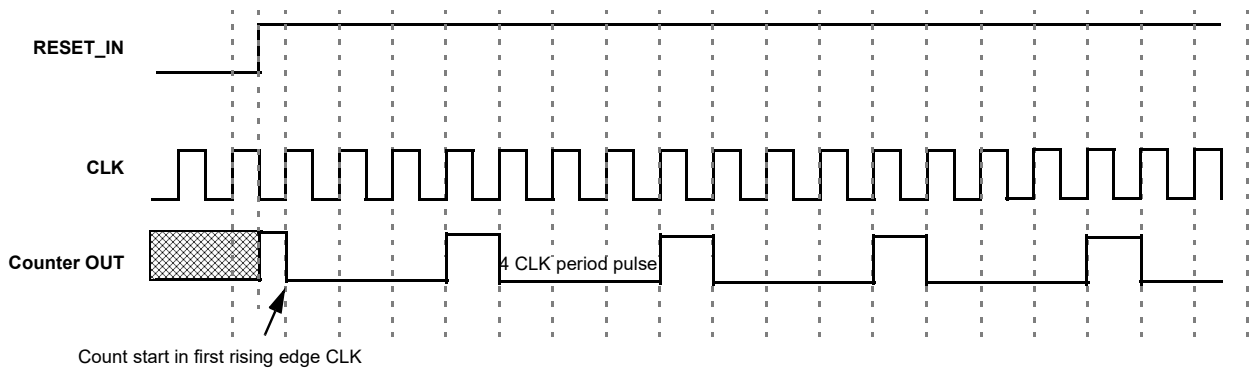 RESET_IN
CLK
Counter OUT
4 CLK period pulse
Count start in first rising edge CLK